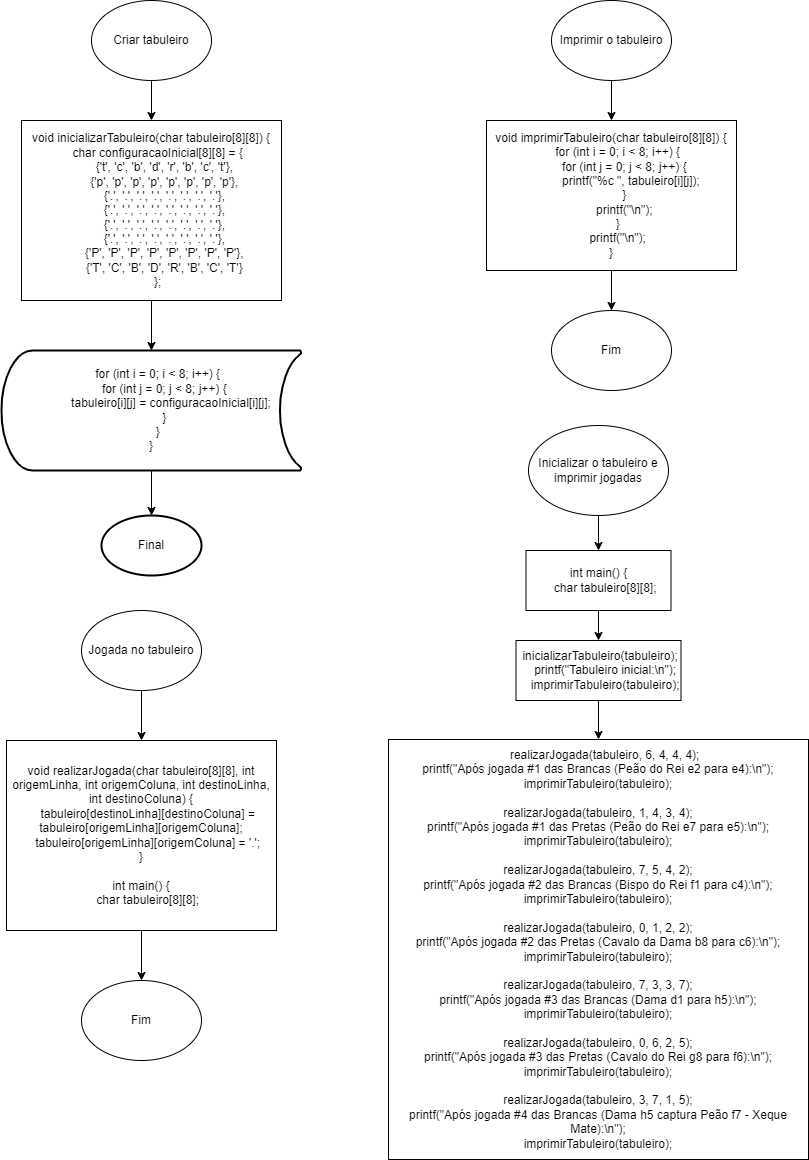 Criar tabuleiro
void inicializarTabuleiro(char tabuleiro[8][8]) {
char configuracaoInicial[8][8] = {
{'t', 'c', 'b', 'd', 'r', 'b', 'c', 't'},
{'p', 'p', 'p', 'p', 'p', 'p', 'p', 'p'},
{'.', '.', '.', '.', '.', '.', '.', '.'},
{'.', '.', '.', '.', '.', '.', '.', '.'},
{'.', '.', '.', '.', '.', '.', '.', '.'},
{'.', '.', '.', '.', '.', '.', '.', '.'},
{'P', 'P', 'P', 'P', 'P', 'P', 'P', 'P'},
{'T', 'C', 'B', 'D', 'R', 'B', 'C', 'T'}
};
for (int i = 0; i < 8; i++) {
for (int j = 0; j < 8; j++) {
tabuleiro[i][j] = configuracaoInicial[i][j];
}
}
}
Final
Jogada no tabuleiro
void realizarJogada(char tabuleiro[8][8], int
origemLinha, int origemColuna, int destinoLinha,
int destinoColuna) {
tabuleiro[destinoLinha][destinoColuna] =
tabuleiro[origemLinha][origemColuna];
tabuleiro[origemLinha][origemColuna] = '.';
}
int main() {
char tabuleiro[8][8];
Fim
Imprimir o tabuleiro
void imprimirTabuleiro(char tabuleiro[8][8]) {
for (int i = 0; i < 8; i++) {
for (int j = 0; j < 8; j++) {
printf("%c ", tabuleiro[i][j]);
}
printf("\n");
}
printf("\n");
}
Fim
Inicializar o tabuleiro e
imprimir jogadas
int main() {
char tabuleiro[8][8];
inicializarTabuleiro(tabuleiro);
printf("Tabuleiro inicial:\n");
imprimirTabuleiro(tabuleiro);
realizarJogada(tabuleiro, 6, 4, 4, 4);
printf("Após jogada #1 das Brancas (Peão do Rei e2 para e4):\n");
imprimirTabuleiro(tabuleiro);
realizarJogada(tabuleiro, 1, 4, 3, 4);
printf("Após jogada #1 das Pretas (Peão do Rei e7 para e5):\n");
imprimirTabuleiro(tabuleiro);
realizarJogada(tabuleiro, 7, 5, 4, 2);
printf("Após jogada #2 das Brancas (Bispo do Rei f1 para c4):\n");
imprimirTabuleiro(tabuleiro);
realizarJogada(tabuleiro, 0, 1, 2, 2);
printf("Após jogada #2 das Pretas (Cavalo da Dama b8 para c6):\n");
imprimirTabuleiro(tabuleiro);
realizarJogada(tabuleiro, 7, 3, 3, 7);
printf("Após jogada #3 das Brancas (Dama d1 para h5):\n");
imprimirTabuleiro(tabuleiro);
realizarJogada(tabuleiro, 0, 6, 2, 5);
printf("Após jogada #3 das Pretas (Cavalo do Rei g8 para f6):\n");
imprimirTabuleiro(tabuleiro);
realizarJogada(tabuleiro, 3, 7, 1, 5);
printf("Após jogada #4 das Brancas (Dama h5 captura Peão f7 - Xeque
Mate):\n");
imprimirTabuleiro(tabuleiro);